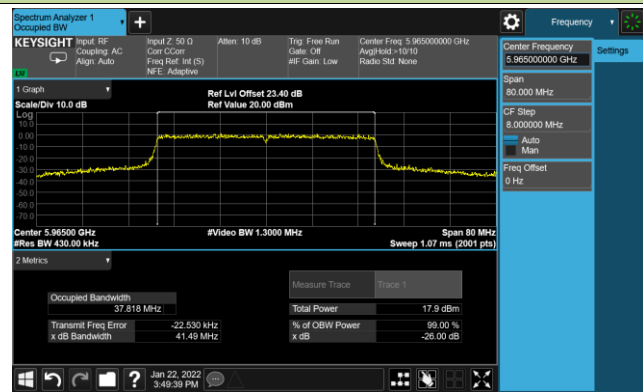 Spectrum Analyzer 1
Occupied BW
+
Frequency
KEYSIGHT
Input: RF
Coupling: AC
Align: Auto
Input Z: 50 Ω
Corr CCorr
Freq Ref: Int (S)
NFE: Adaptive
Atten: 10 dB
Trig: Free Run
Gate: Off
#IF Gain: Low
Center Freq: 5.965000000 GHz
Avg|Hold:>10/10
Radio Std: None
Center Frequency
5.965000000 GHz
Settings
Span
80.000 MHz
CF Step
8.000000 MHz
Auto
Man
Freq Offset
0 Hz
1 Graph
Ref Lvl Offset 23.40 dB
Scale/Div 10.0 dB
Ref Value 20.00 dBm
Log
10.0
0.00
-10.0
-20.0
-30.0
-40.0
-50.0
-60.0
-70.0
Center 5.96500 GHz
#Video BW 1.3000 MHz
Span 80 MHz
#Res BW 430.00 kHz
Sweep 1.07 ms (2001 pts)
2 Metrics
Measure Trace
Trace 1
Occupied Bandwidth
37.818 MHz
Total Power
17.9 dBm
Transmit Freq Error
-22.530 kHz
% of OBW Power
99.00 %
x dB Bandwidth
41.49 MHz
x dB
-26.00 dB
?
Jan 22, 2022
3:49:39 PM